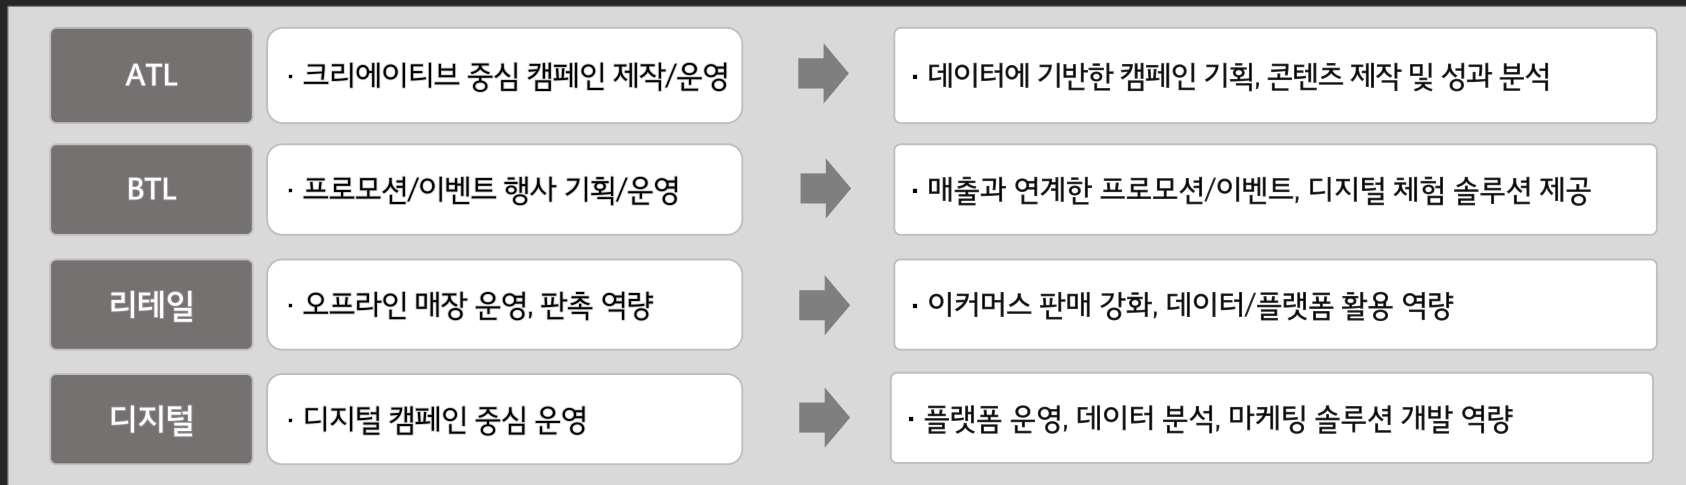 ATL
· 크리에이티브 중심 캠페인 제작/운영
· 데이터에 기반한 캠페인 기획, 콘텐츠 제작 및 성과 분석
BTL
· 프로모션/이벤트 행사 기획/운영
· 매출과 연계한 프로모션/이벤트, 디지털 체험 솔루션 제공
리테일
· 오프라인 매장 운영, 판촉 역량
· 이커머스 판매 강화, 데이터/플랫폼 활용 역량
디지털
· 디지털 캠페인 중심 운영
· 플랫폼 운영, 데이터 분석, 마케팅 솔루션 개발 역량